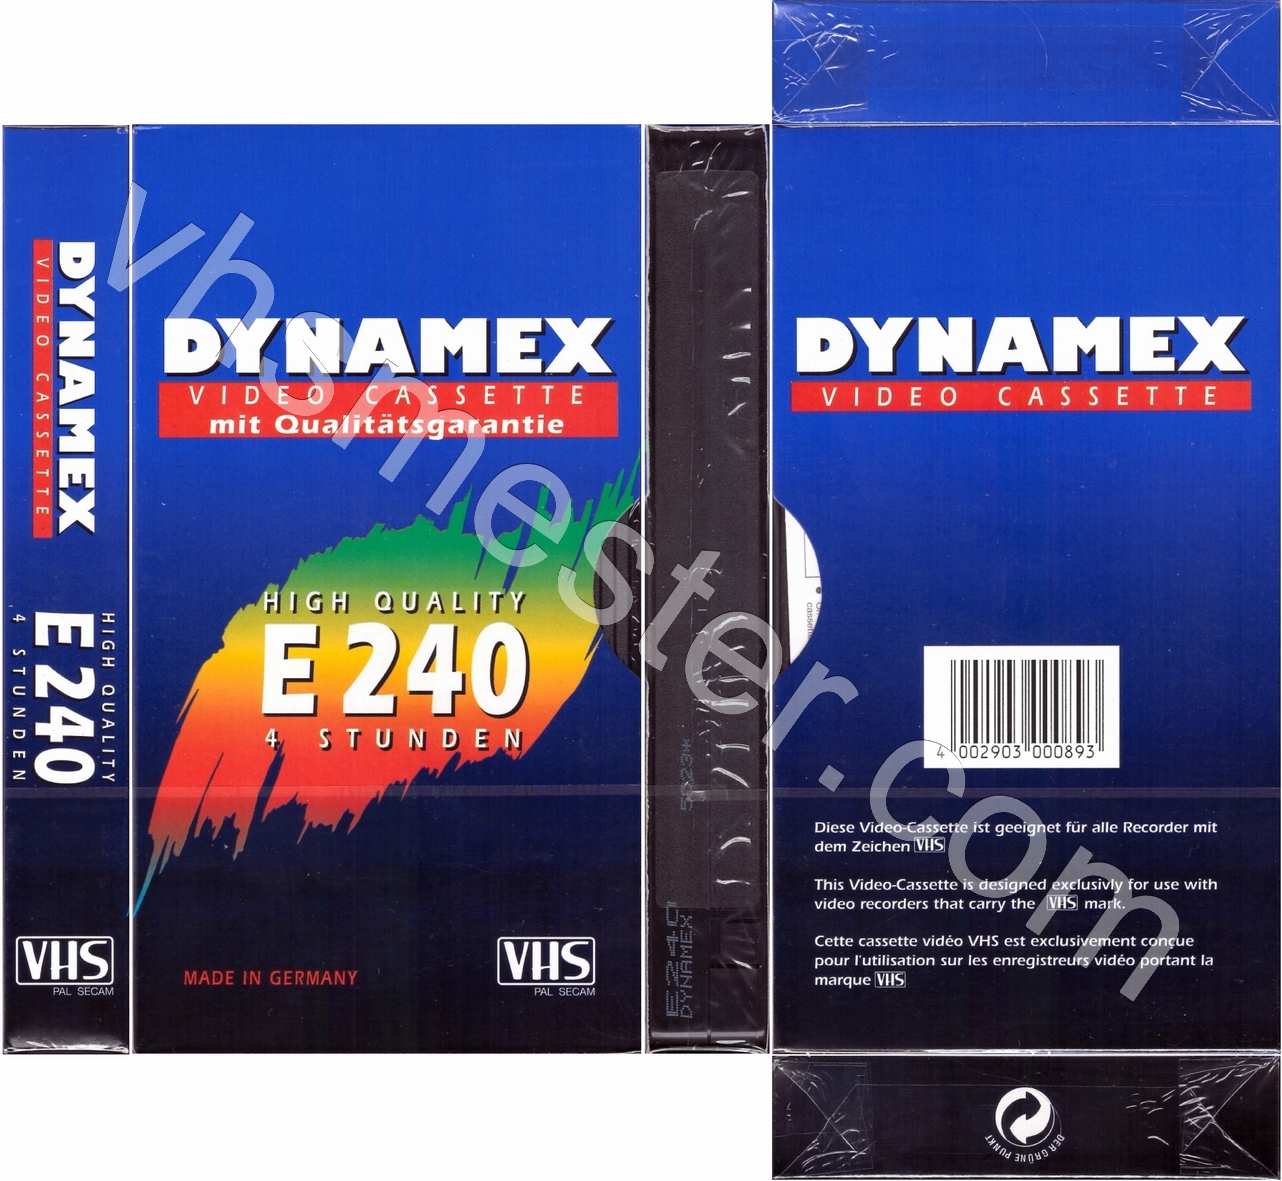 DYNAMEX
VIDEO CASSETTE
HIGH QUALITY
E 240
4 STUNDEN
VHS
PAL SECAM
DYNAMEX
VIDEO CASSETTE
mit Qualitätsgarantie
HIGH QUALITY
E 240
4 STUNDEN
MADE IN GERMANY
VHS
PAL SECAM
5B23*
E240
DYNAMEX
DYNAMEX
VIDEO CASSETTE
4 002903 000893
Diese Video-Cassette ist geeignet für alle Recorder mit
dem Zeichen VHS
This Video-Cassette is designed exclusivly for use with
video recorders that carry the VHS mark.
Cette cassette vidéo VHS est exclusivement conçue
pour l'utilisation sur les enregistreurs vidéo portant la
marque VHS
DER GRÜNE PUNKT
vhsmester.com